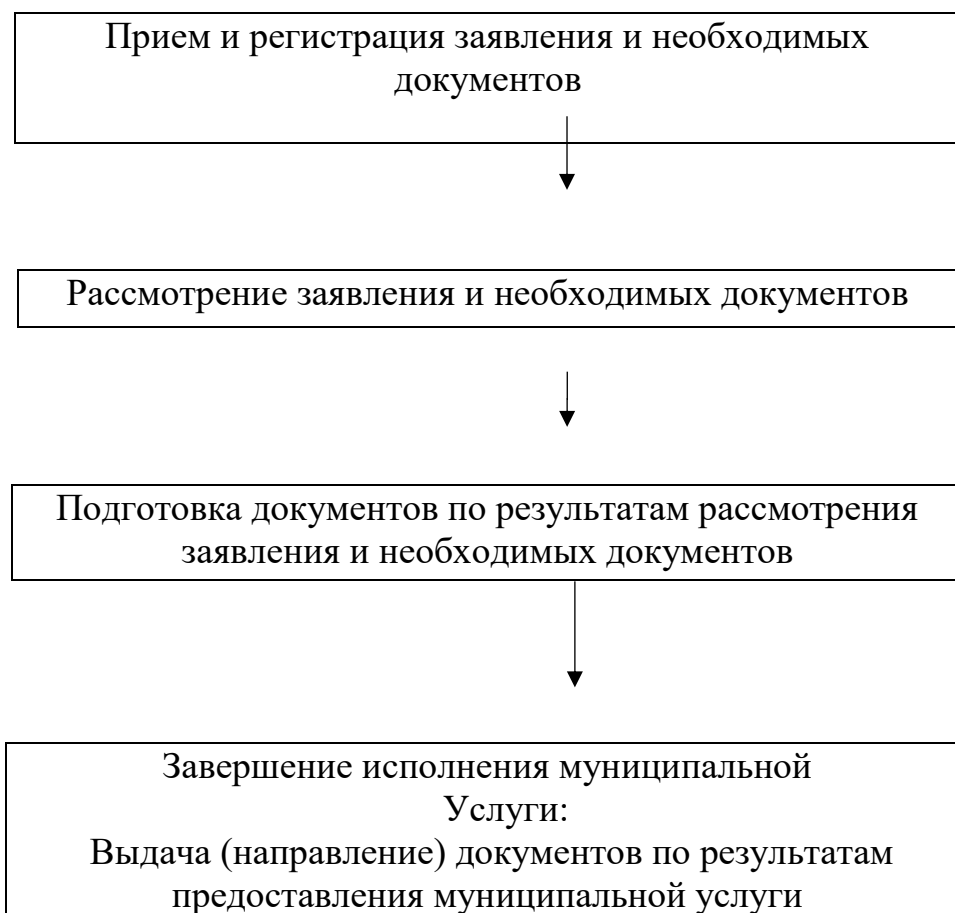 Прием и регистрация заявления и необходимых
документов
Рассмотрение заявления и необходимых документов
Подготовка документов по результатам рассмотрения
заявления и необходимых документов
Завершение исполнения муниципальной
Услуги:
Выдача (направление) документов по результатам
предоставления муниципальной услуги